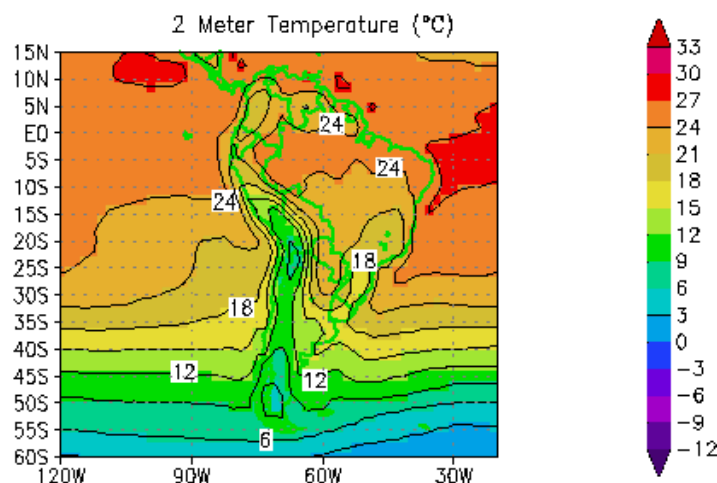 2 Meter Temperature (°C)
15N
10N
5N
EQ
5S
10S
15S
20S
25S
30S
35S
40S
45S
50S
55S
60S
120W 90W 60W 30W
24
24
24
18
18
12
12
6
33
30
27
24
21
18
15
12
9
6
3
0
−3
−6
−9
−12